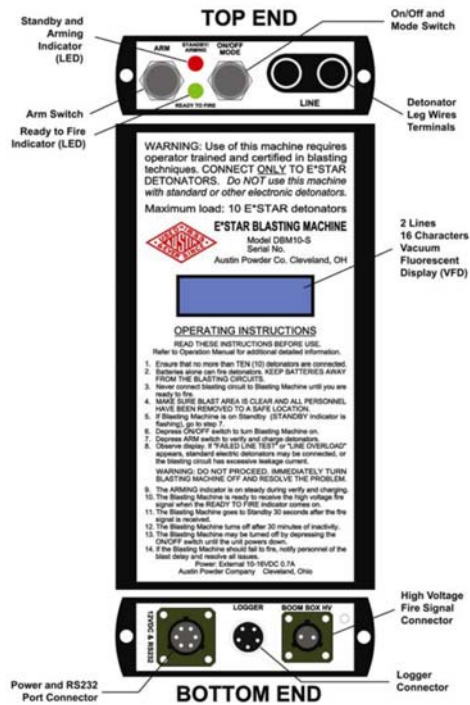 TOP END
Standby and
Arming
Indicator
(LED)
On/Off and
Mode Switch
ARM
STANDBY/
ARMING
ON/OFF
MODE
READY TO FIRE
LINE
Arm Switch
Ready to Fire
Indicator (LED)
Detonator
Leg Wires
Terminals
WARNING: Use of this machine requires
operator trained and certified in blasting
techniques. CONNECT ONLY TO E*STAR
DETONATORS. Do NOT use this machine
with standard or other electronic detonators.
Maximum load: 10 E*STAR detonators
AUSTIN
E*STAR BLASTING MACHINE
Model DBM10-S
Serial No.
Austin Powder Co. Cleveland, OH
2 Lines
16 Characters
Vacuum
Fluorescent
Display (VFD)
OPERATING INSTRUCTIONS
READ THESE INSTRUCTIONS BEFORE USE.
Refer to Operation Manual for additional detailed information.
1. Ensure that no more than TEN (10) detonators are connected.
2. Batteries alone can fire detonators. KEEP BATTERIES AWAY
FROM THE BLASTING CIRCUITS.
3. Never connect blasting circuit to Blasting Machine until you are
ready to fire.
4. MAKE SURE BLAST AREA IS CLEAR AND ALL PERSONNEL
HAVE BEEN REMOVED TO A SAFE LOCATION.
5. If Blasting Machine is on Standby (STANDBY Indicator is
flashing), go to step 7.
6. Depress ON/OFF switch to turn Blasting Machine on.
7. Depress ARM switch to verify and charge detonators.
8. Observe display. If "FAILED LINE TEST" or "LINE OVERLOAD"
appears, standard electric detonators may be connected, or
the blasting circuit has excessive leakage current.
WARNING: DO NOT PROCEED. IMMEDIATELY TURN
BLASTING MACHINE OFF AND RESOLVE THE PROBLEM.
9. The ARMING indicator is on steady during verify and charging.
10. The Blasting Machine is ready to receive the high voltage fire
signal when the READY TO FIRE indicator comes on.
11. The Blasting Machine goes to Standby 30 seconds after the fire
signal is received.
12. The Blasting Machine turns off after 30 minutes of inactivity.
13. The Blasting Machine may be turned off by depressing the
ON/OFF switch until the unit powers down.
14. If the Blasting Machine should fail to fire, notify personnel of the
blast delay and resolve all issues.
Power: External 10-16VDC 0.7A
Austin Powder Company Cleveland, Ohio
12VDC & RS232
LOGGER
BOOM BOX HV
High Voltage
Fire Signal
Connector
Power and RS232
Port Connector
Logger
Connector
BOTTOM END